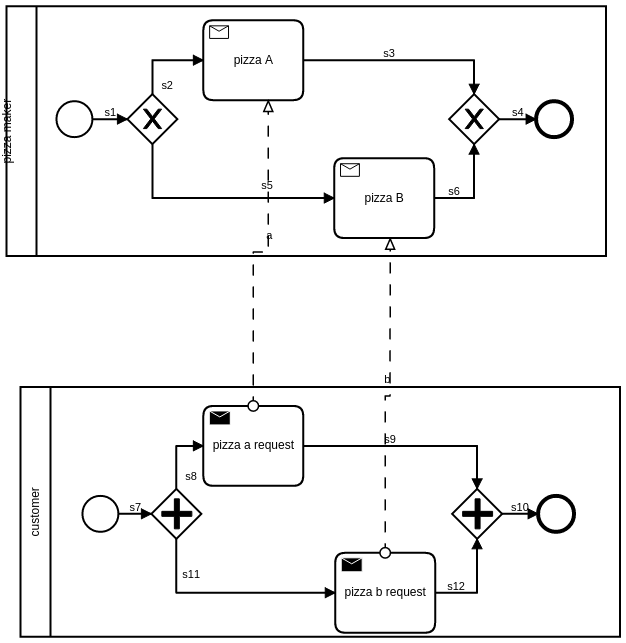 pizza maker
s1
s2
pizza A
s3
s4
s5
pizza B
s6
a
b
customer
s7
s8
pizza a request
s9
s10
s11
pizza b request
s12